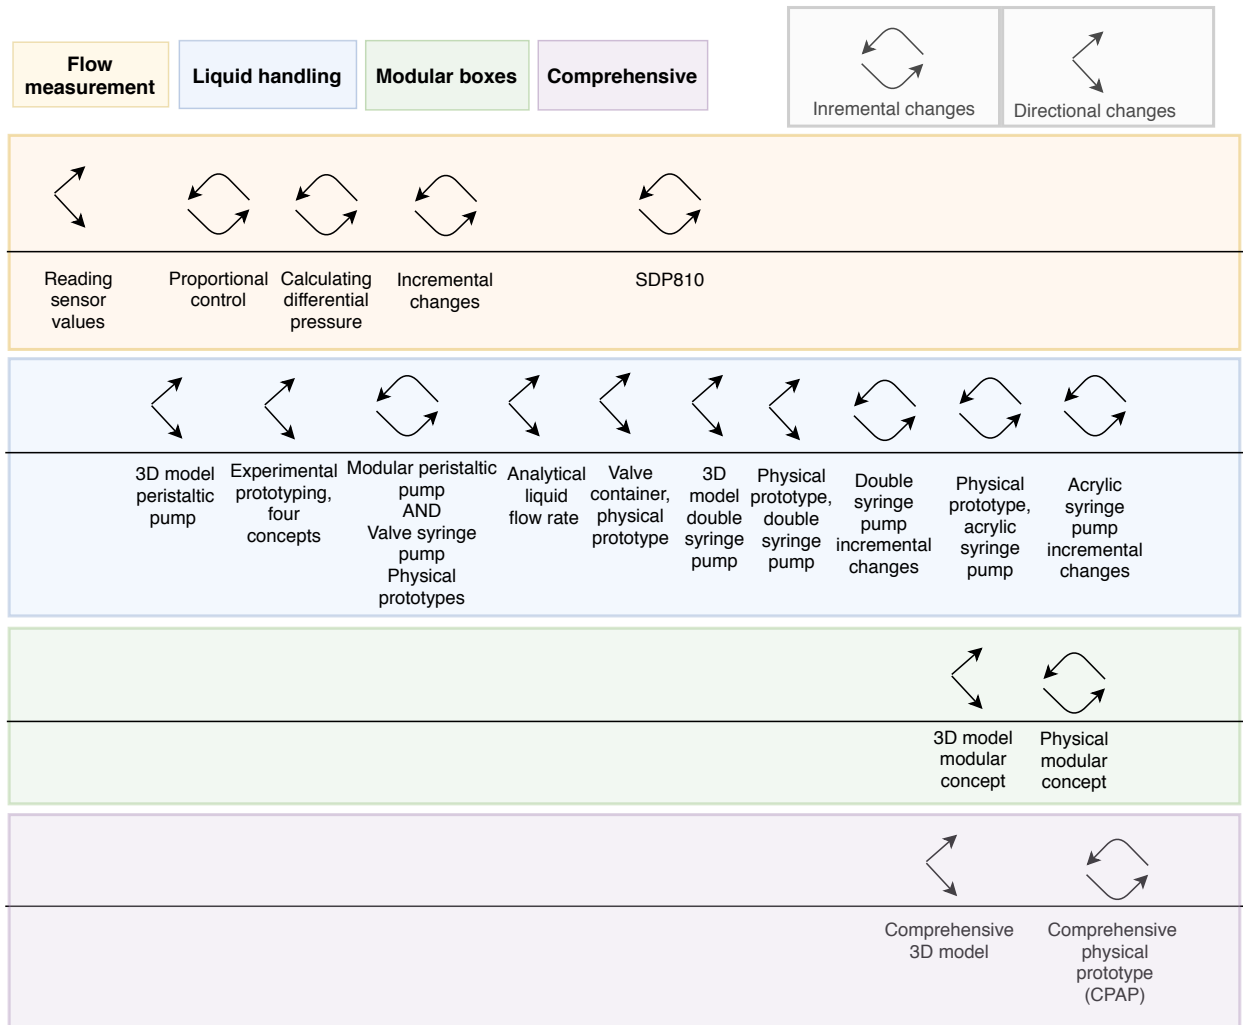 Flow
measurement
Liquid handling
Modular boxes
Comprehensive
Inremental changes
Directional changes
Reading
sensor
values
Proportional
control
Calculating
differential
pressure
Incremental
changes
SDP810
3D model
peristaltic
pump
Experimental
prototyping,
four
concepts
Modular peristaltic
pump
AND
Valve syringe
pump
Physical
prototypes
Analytical
liquid
flow rate
Valve
container,
physical
prototype
3D
model
double
syringe
pump
Physical
prototype,
double
syringe
pump
Double
syringe
pump
incremental
changes
Physical
prototype,
acrylic
syringe
pump
Acrylic
syringe
pump
incremental
changes
3D model
modular
concept
Physical
modular
concept
Comprehensive
3D model
Comprehensive
physical
prototype
(CPAP)